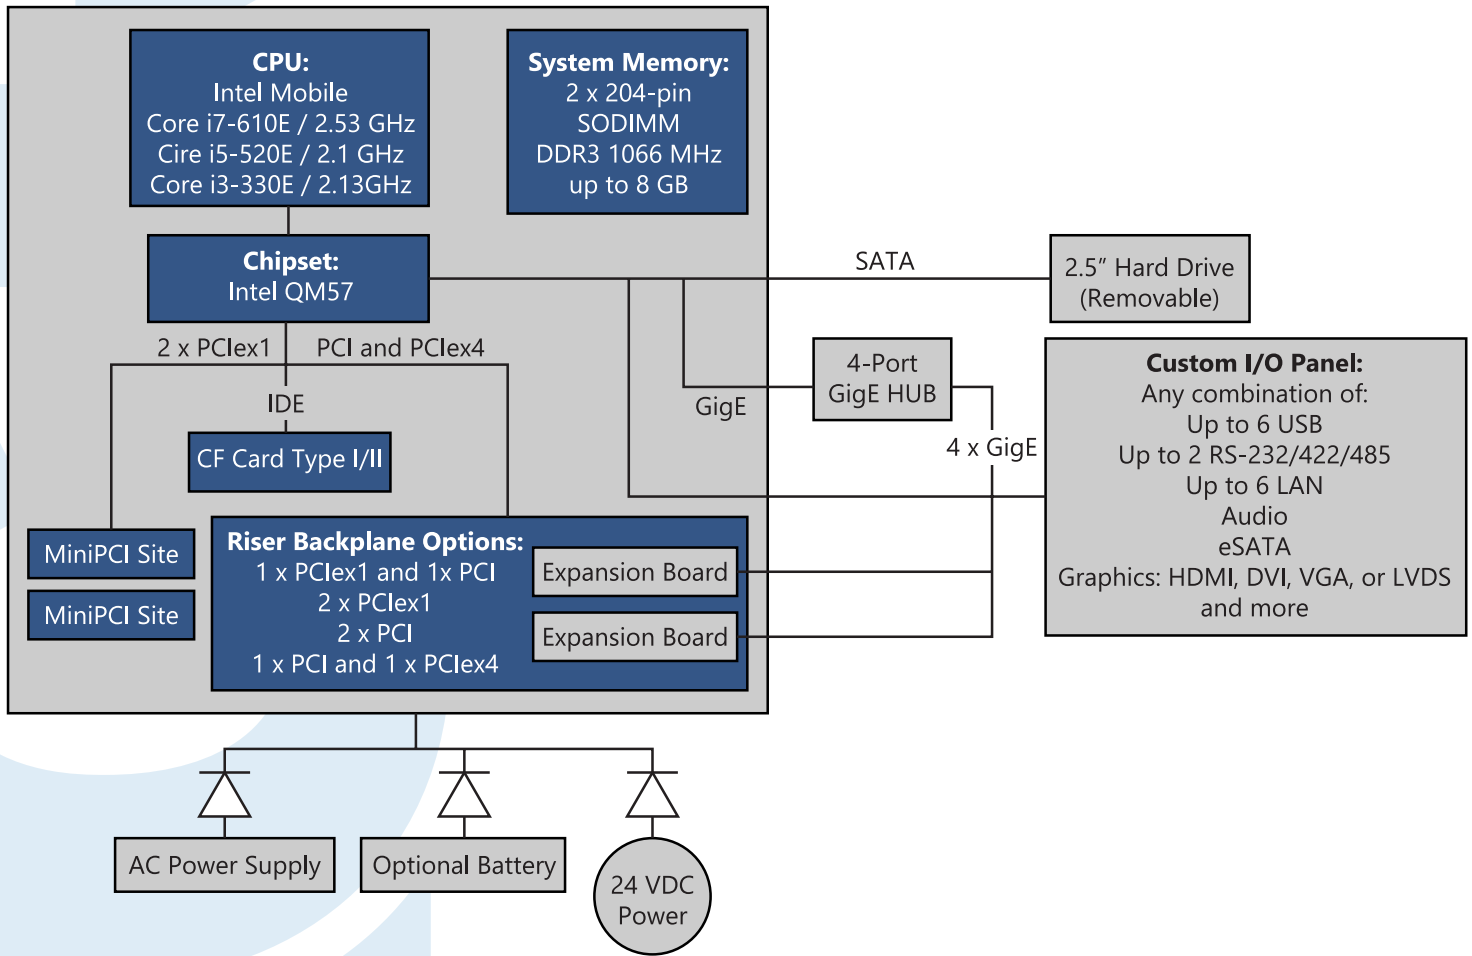 CPU:
Intel Mobile
Core i7-610E / 2.53 GHz
Cire i5-520E / 2.1 GHz
Core i3-330E / 2.13GHz
System Memory:
2 x 204-pin
SODIMM
DDR3 1066 MHz
up to 8 GB
Chipset:
Intel QM57
SATA
2.5” Hard Drive
(Removable)
2 x PCIex1
PCI and PCIex4
IDE
CF Card Type I/II
GigE
4-Port
GigE HUB
4 x GigE
Custom I/O Panel:
Any combination of:
Up to 6 USB
Up to 2 RS-232/422/485
Up to 6 LAN
Audio
eSATA
Graphics: HDMI, DVI, VGA, or LVDS
and more
MiniPCI Site
MiniPCI Site
Riser Backplane Options:
1 x PCIex1 and 1x PCI
2 x PCIex1
2 x PCI
1 x PCI and 1 x PCIex4
Expansion Board
Expansion Board
AC Power Supply
Optional Battery
24 VDC
Power